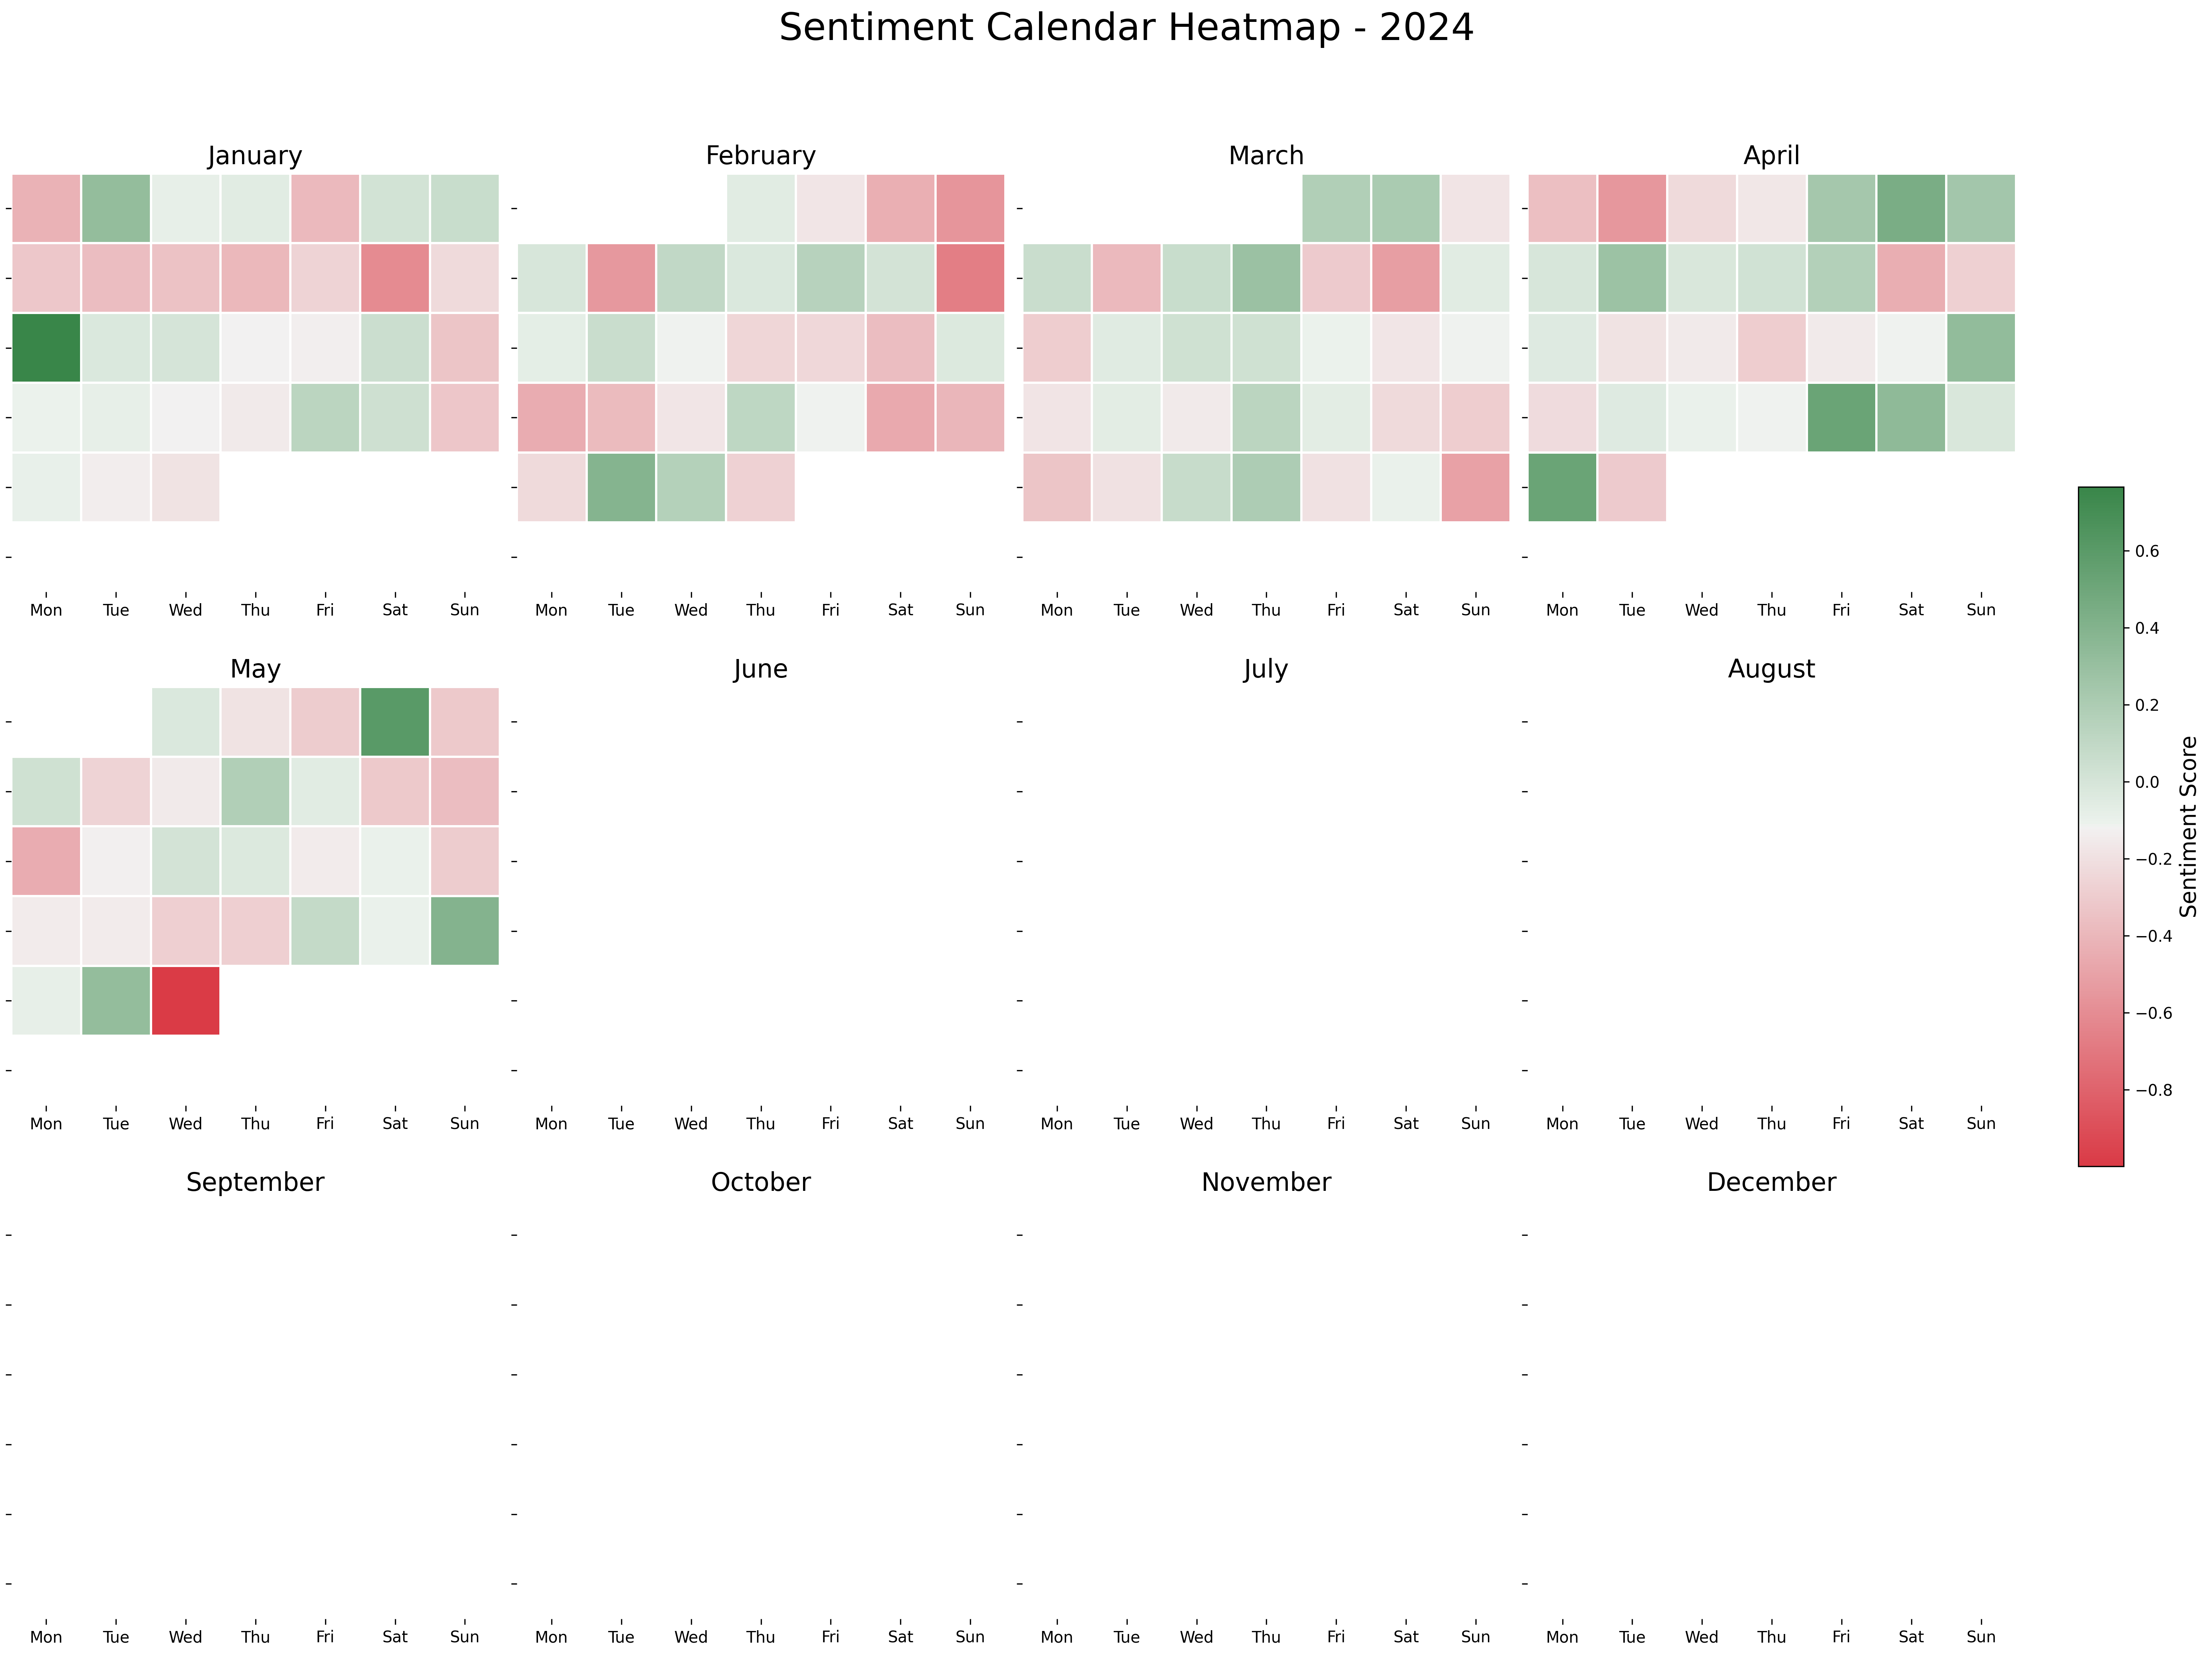 Sentiment Calendar Heatmap - 2024
January
February
March
April
Mon Tue Wed Thu Fri Sat Sun
Mon Tue Wed Thu Fri Sat Sun
Mon Tue Wed Thu Fri Sat Sun
Mon Tue Wed Thu Fri Sat Sun
May
June
July
August
Mon Tue Wed Thu Fri Sat Sun
Mon Tue Wed Thu Fri Sat Sun
Mon Tue Wed Thu Fri Sat Sun
Mon Tue Wed Thu Fri Sat Sun
September
October
November
December
Mon Tue Wed Thu Fri Sat Sun
Mon Tue Wed Thu Fri Sat Sun
Mon Tue Wed Thu Fri Sat Sun
Mon Tue Wed Thu Fri Sat Sun
0.6
0.4
0.2
0.0
−0.2
−0.4
−0.6
−0.8
Sentiment Score